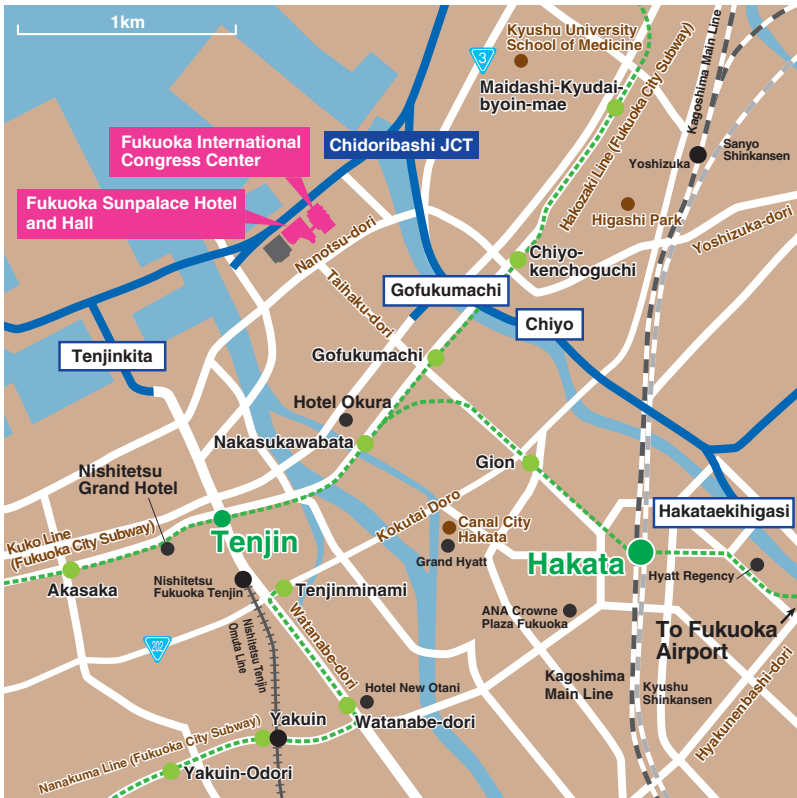 1km
Kyushu University
School of Medicine
3
Maidashi-Kyudai-
byoin-mae
Hakozaki Line (Fukuoka City Subway)
Kagoshima Main Line
Sanyo
Shinkansen
Yoshizuka
Fukuoka International
Congress Center
Chidoribashi JCT
Fukuoka Sunpalace Hotel
and Hall
Higashi Park
Yoshizuka-dori
Nanotsu-dori
Taihaku-dori
Chiyo-
kenchoguchi
Gofukumachi
Chiyo
Tenjinkita
Gofukumachi
Hotel Okura
Nakasukawabata
Gion
Nishitetsu
Grand Hotel
Kokutai Doro
Hakataekihigasi
Kuko Line
(Fukuoka City Subway)
Tenjin
Canal City
Hakata
Grand Hyatt
Hakata
Hyatt Regency
Akasaka
Nishitetsu
Fukuoka Tenjin
Tenjinminami
ANA Crowne
Plaza Fukuoka
To Fukuoka
Airport
202
Nishitetsu Tenjin
Omuta Line
Watanabe-dori
Hotel New Otani
Kagoshima
Main Line
Kyushu
Shinkansen
Hyakunenbashi-dori
Yakuin
Watanabe-dori
Nanakuma Line (Fukuoka City Subway)
Yakuin-Odori